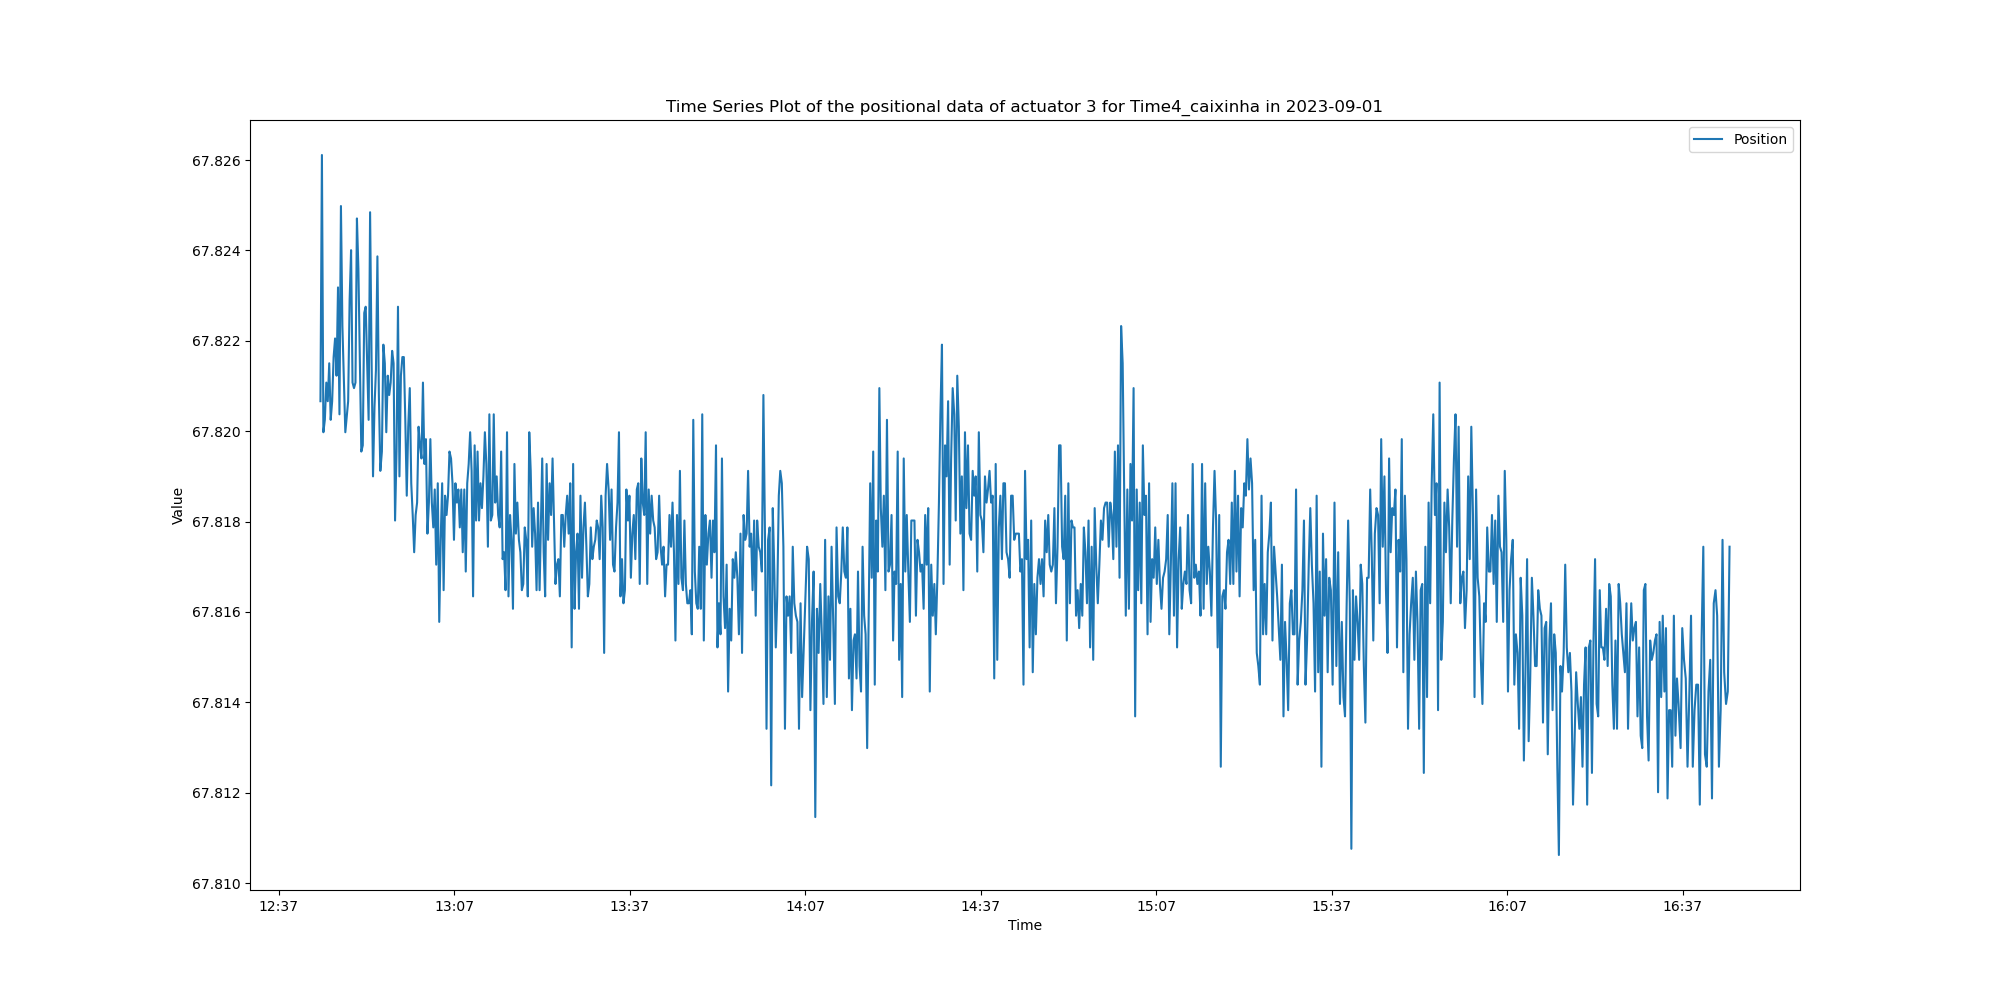 Time Series Plot of the positional data of actuator 3 for Time4_caixinha in 2023-09-01
Position
67.826
67.824
67.822
67.820
67.818
67.816
67.814
67.812
67.810
Value
12:37 13:07 13:37 14:07 14:37 15:07 15:37 16:07 16:37
Time